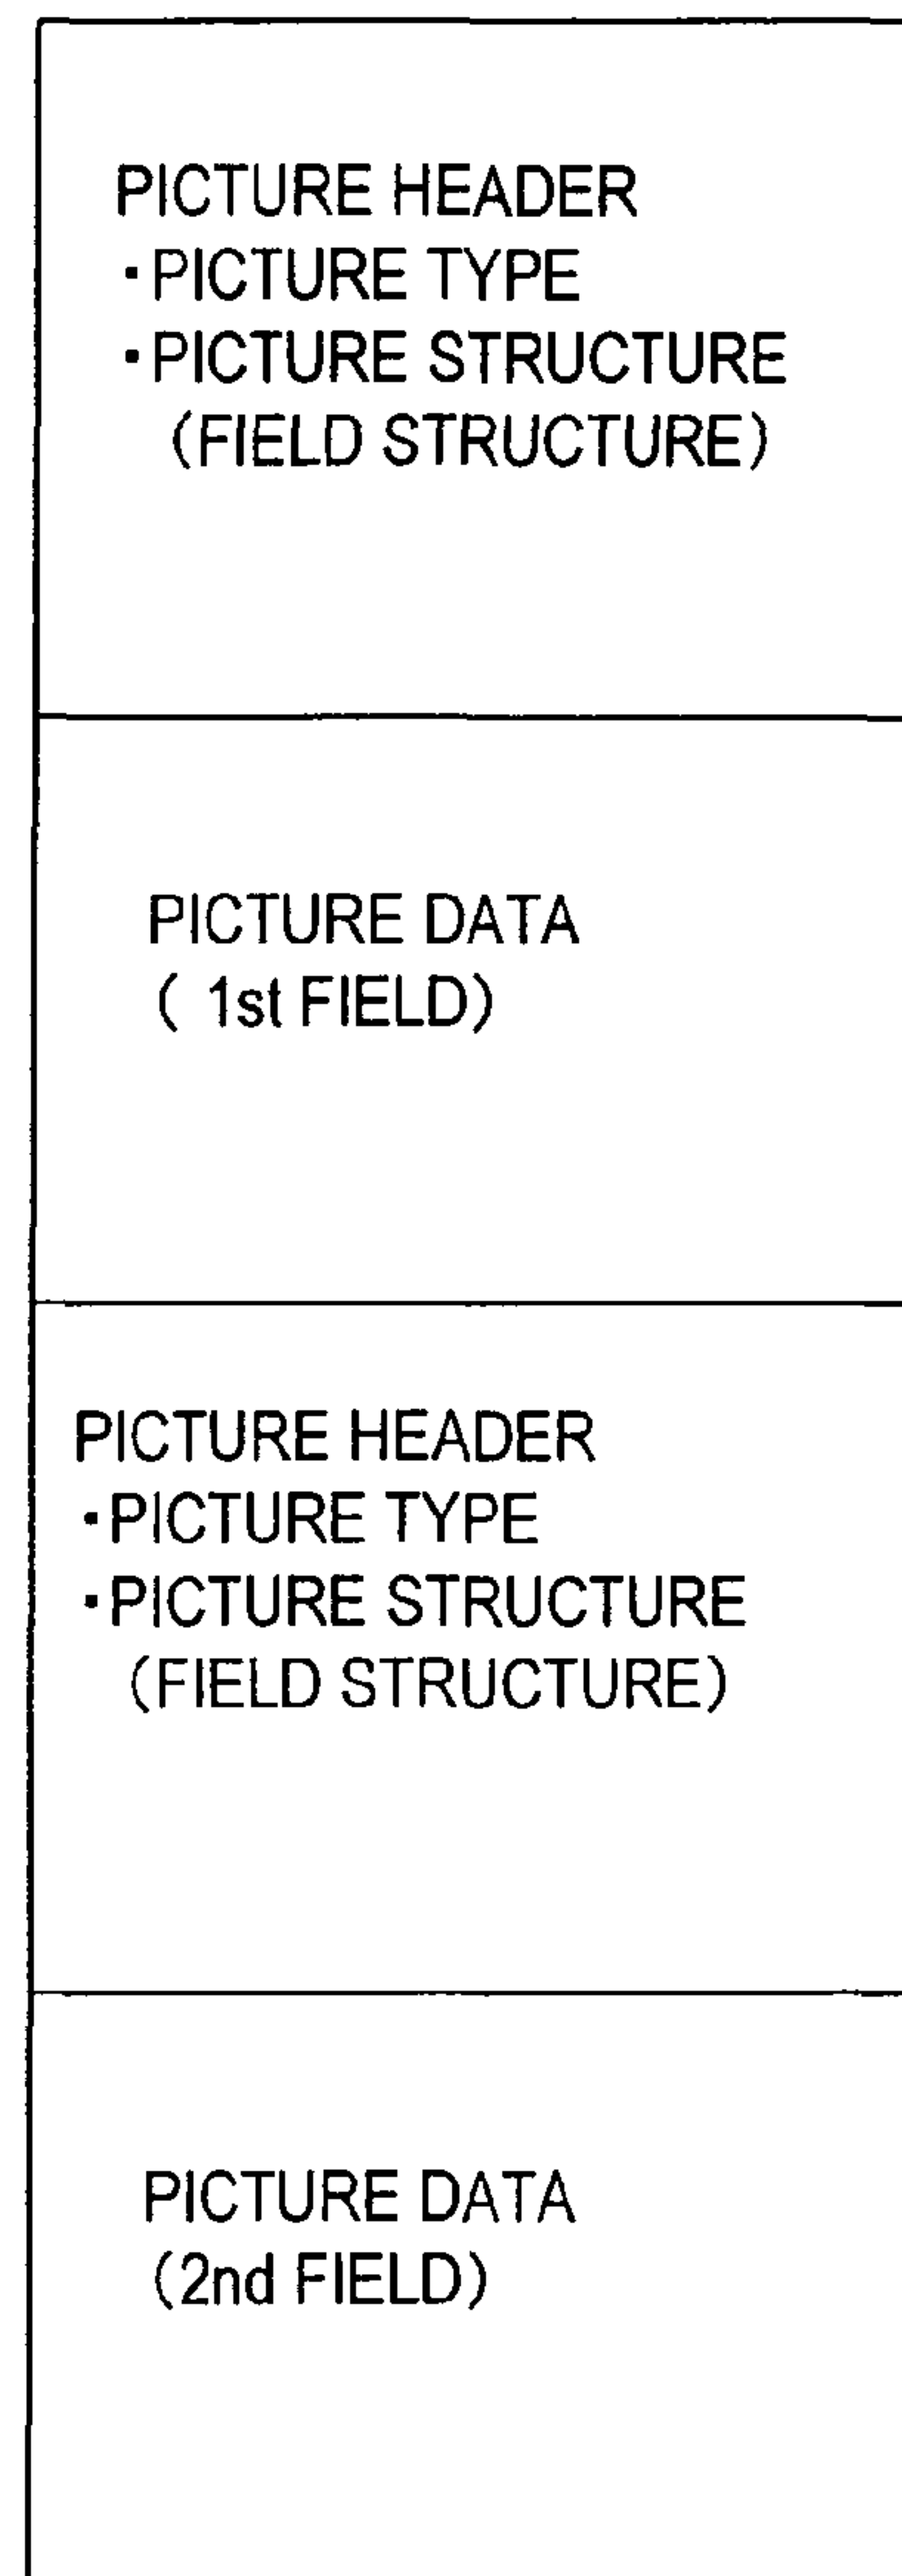 PICTURE HEADER
・PICTURE TYPE
・PICTURE STRUCTURE
(FIELD STRUCTURE)
PICTURE DATA
( 1st FIELD)
PICTURE HEADER
・PICTURE TYPE
・PICTURE STRUCTURE
(FIELD STRUCTURE)
PICTURE DATA
(2nd FIELD)